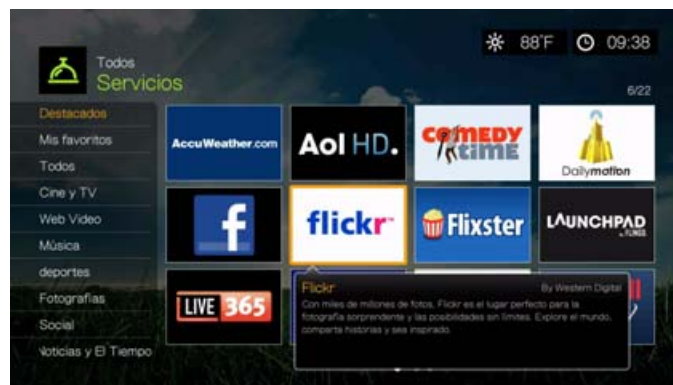 88°F 09:38
Todos
Servicios
6/22
Destacados
Mis favoritos
Todos
Cine y TV
Web Video
Música
deportes
Fotografías
Social
Noticias y El Tiempo
AccuWeather.com
Aol HD.
COMEDY
TIME
Dailymotion
f
flickr
Flixster
LAUNCHPAD
LIVE 365
Flickr By Western Digital
Con miles de millones de fotos, Flickr es el lugar perfecto para la
fotografía sorprendente y las posibilidades sin límites. Explore el mundo,
comparta historias y sea inspirado.